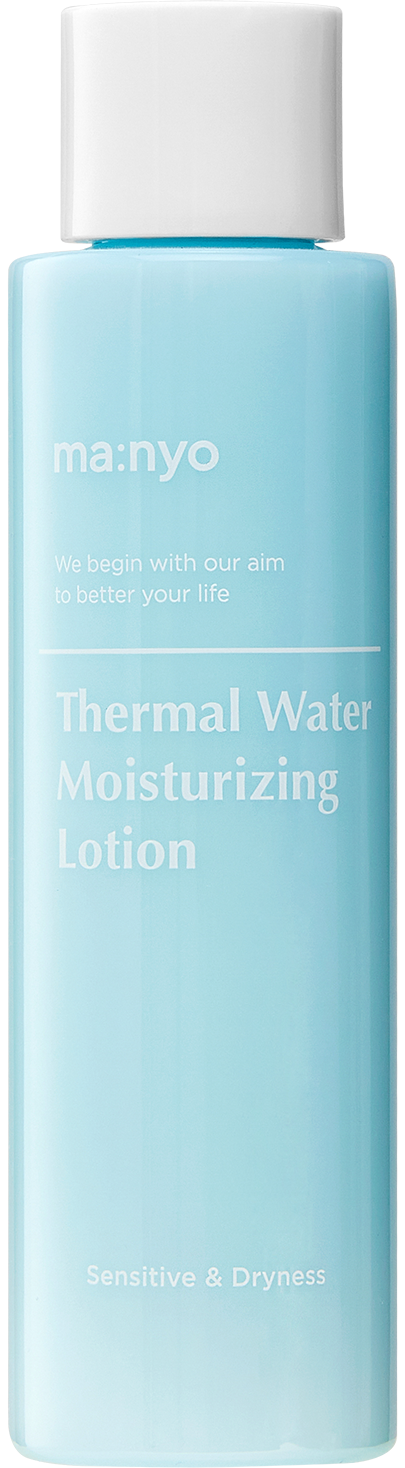 ma:nyo
We begin with our aim
to better your life
Thermal Water
Moisturizing
Lotion
Sensitive & Dryness